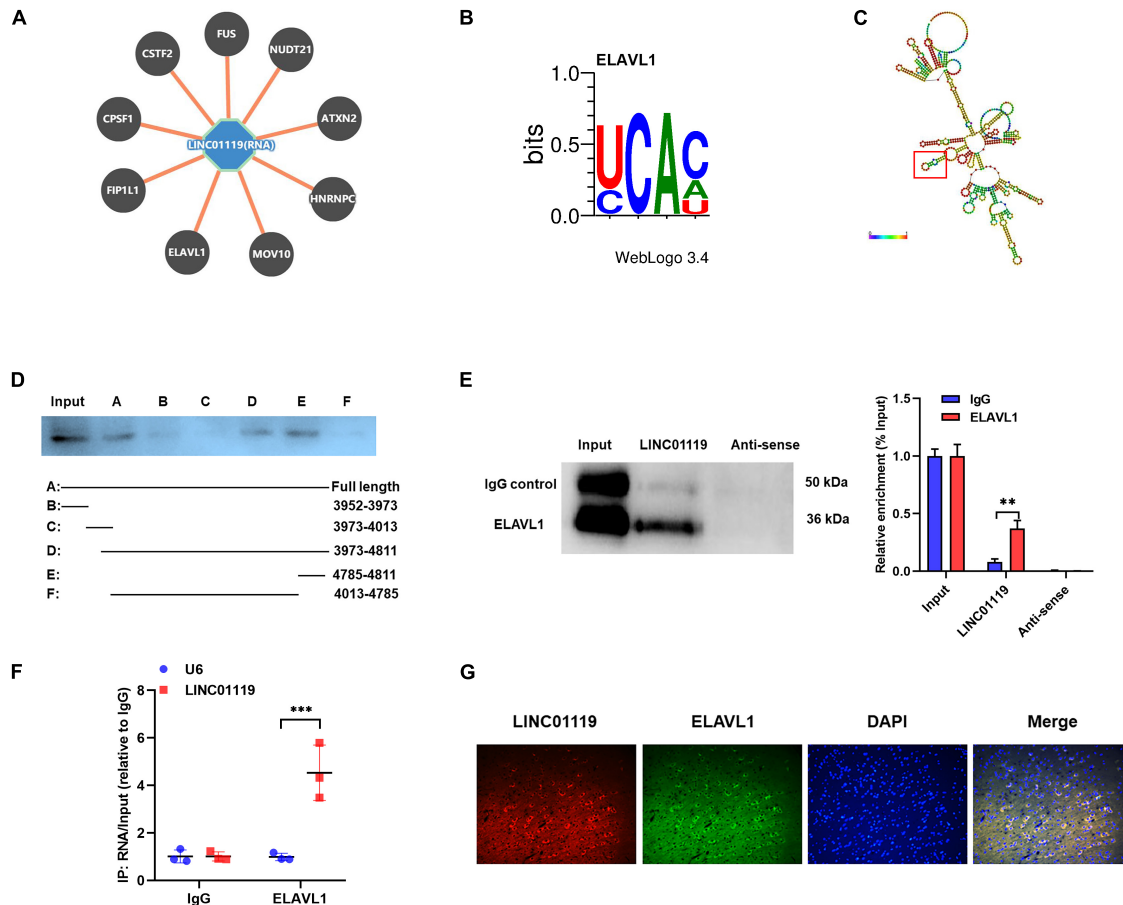 A
FUS
CSTF2
NUDT21
CPSF1
ATXN2
LINC01119(RNA)
FIP1L1
HNRNPC
ELAVL1
MOV10
B
ELAVL1
1.0
0.5
0.0
bits
UCAC
CA
U
WebLogo 3.4
C
0 1
D
Input A B C D E F
A: Full length
B: 3952-3973
C: 3973-4013
D: 3973-4811
E: 4785-4811
F: 4013-4785
E
Input LINC01119 Anti-sense
IgG control 50 kDa
ELAVL1 36 kDa
IgG
ELAVL1
Relative enrichment (% Input)
1.5
1.0
0.5
0.0
**
Input
LINC01119
Anti-sense
F
U6
LINC01119
IP: RNA/Input (relative to IgG)
8
6
4
2
0
***
IgG ELAVL1
G
LINC01119 ELAVL1 DAPI Merge